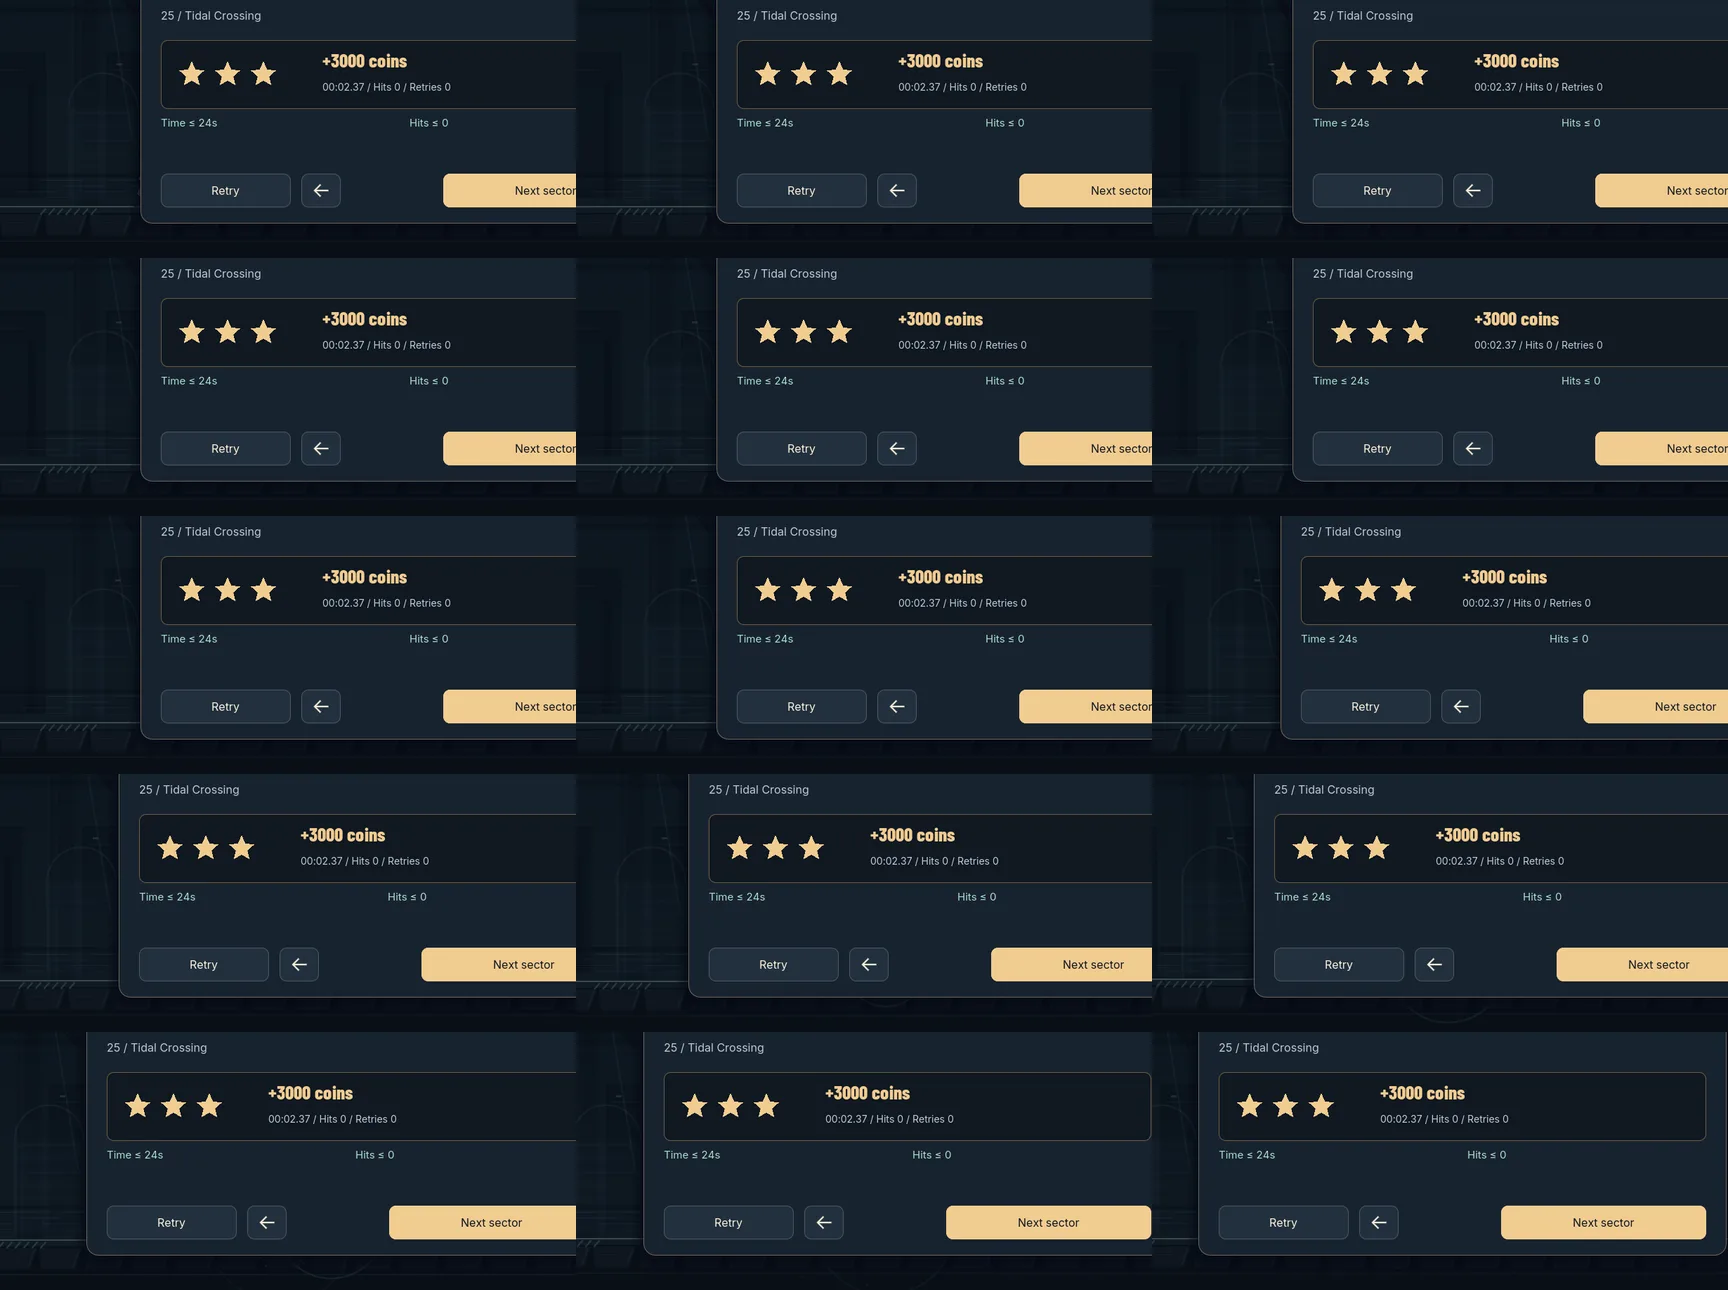 25 / Tidal Crossing
+3000 coins
00:02.37 / Hits 0 / Retries 0
Time ≤ 24s
Hits ≤ 0
Retry
Next sector
25 / Tidal Crossing
+3000 coins
00:02.37 / Hits 0 / Retries 0
Time ≤ 24s
Hits ≤ 0
Retry
Next sector
25 / Tidal Crossing
+3000 coins
00:02.37 / Hits 0 / Retries 0
Time ≤ 24s
Hits ≤ 0
Retry
Next sector
25 / Tidal Crossing
+3000 coins
00:02.37 / Hits 0 / Retries 0
Time ≤ 24s
Hits ≤ 0
Retry
Next sector
25 / Tidal Crossing
+3000 coins
00:02.37 / Hits 0 / Retries 0
Time ≤ 24s
Hits ≤ 0
Retry
Next sector
25 / Tidal Crossing
+3000 coins
00:02.37 / Hits 0 / Retries 0
Time ≤ 24s
Hits ≤ 0
Retry
Next sector
25 / Tidal Crossing
+3000 coins
00:02.37 / Hits 0 / Retries 0
Time ≤ 24s
Hits ≤ 0
Retry
Next sector
25 / Tidal Crossing
+3000 coins
00:02.37 / Hits 0 / Retries 0
Time ≤ 24s
Hits ≤ 0
Retry
Next sector
25 / Tidal Crossing
+3000 coins
00:02.37 / Hits 0 / Retries 0
Time ≤ 24s
Hits ≤ 0
Retry
Next sector
25 / Tidal Crossing
+3000 coins
00:02.37 / Hits 0 / Retries 0
Time ≤ 24s
Hits ≤ 0
Retry
Next sector
25 / Tidal Crossing
+3000 coins
00:02.37 / Hits 0 / Retries 0
Time ≤ 24s
Hits ≤ 0
Retry
Next sector
25 / Tidal Crossing
+3000 coins
00:02.37 / Hits 0 / Retries 0
Time ≤ 24s
Hits ≤ 0
Retry
Next sector
25 / Tidal Crossing
+3000 coins
00:02.37 / Hits 0 / Retries 0
Time ≤ 24s
Hits ≤ 0
Retry
Next sector
25 / Tidal Crossing
+3000 coins
00:02.37 / Hits 0 / Retries 0
Time ≤ 24s
Hits ≤ 0
Retry
Next sector
25 / Tidal Crossing
+3000 coins
00:02.37 / Hits 0 / Retries 0
Time ≤ 24s
Hits ≤ 0
Retry
Next sector